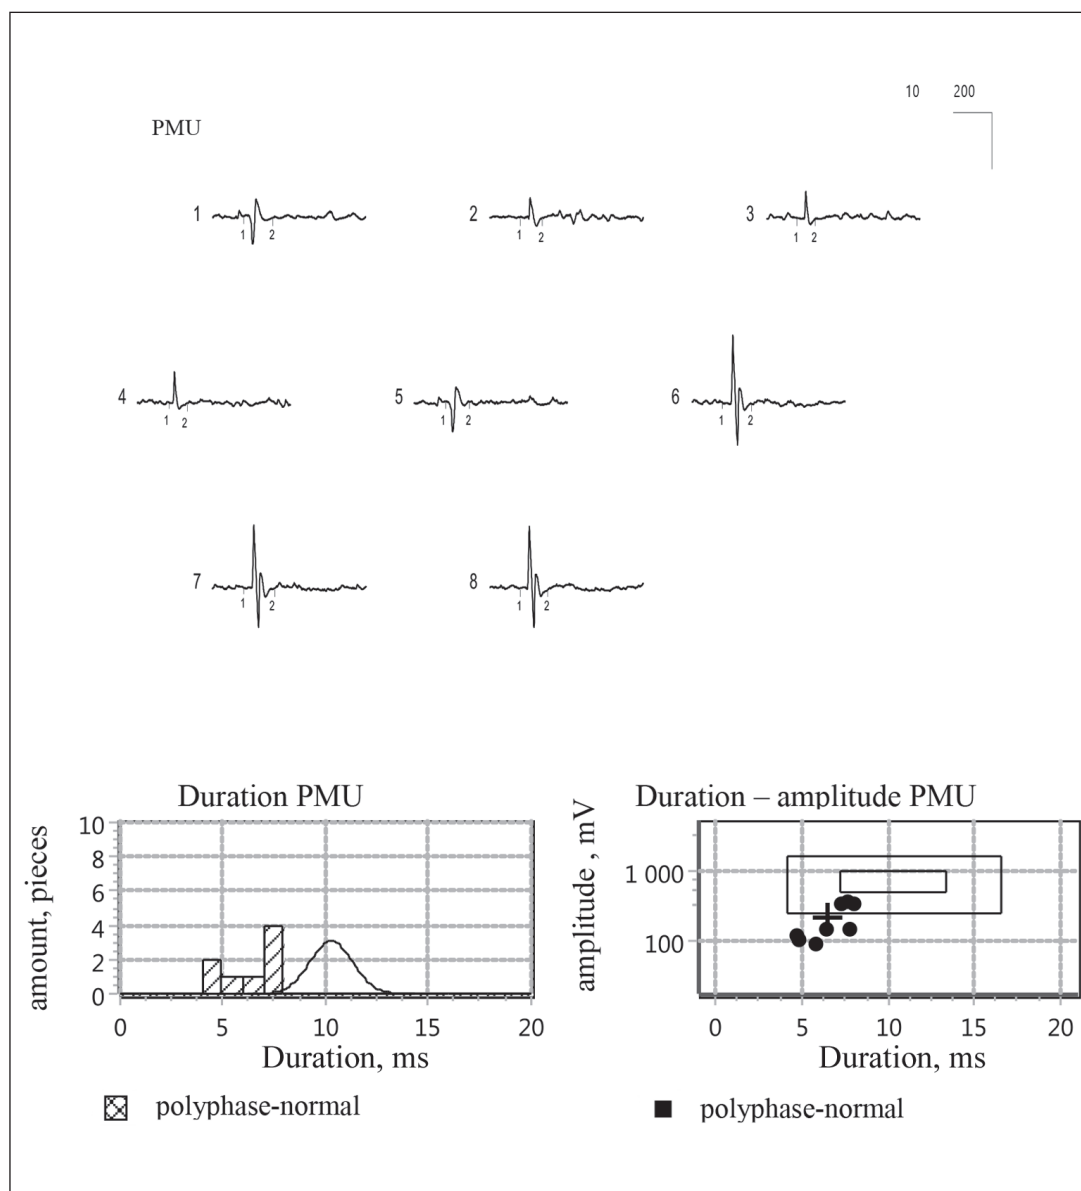 10 200
PMU
1 1 2
2 1 2
3 1 2
4 1 2
5 1 2
6 1 2
7 1 2
8 1 2
Duration PMU
amount, pieces
10
8
6
4
2
0
0 5 10 15 20
Duration, ms
polyphase-normal
Duration – amplitude PMU
amplitude , mV
1 000
100
0 5 10 15 20
Duration, ms
polyphase-normal